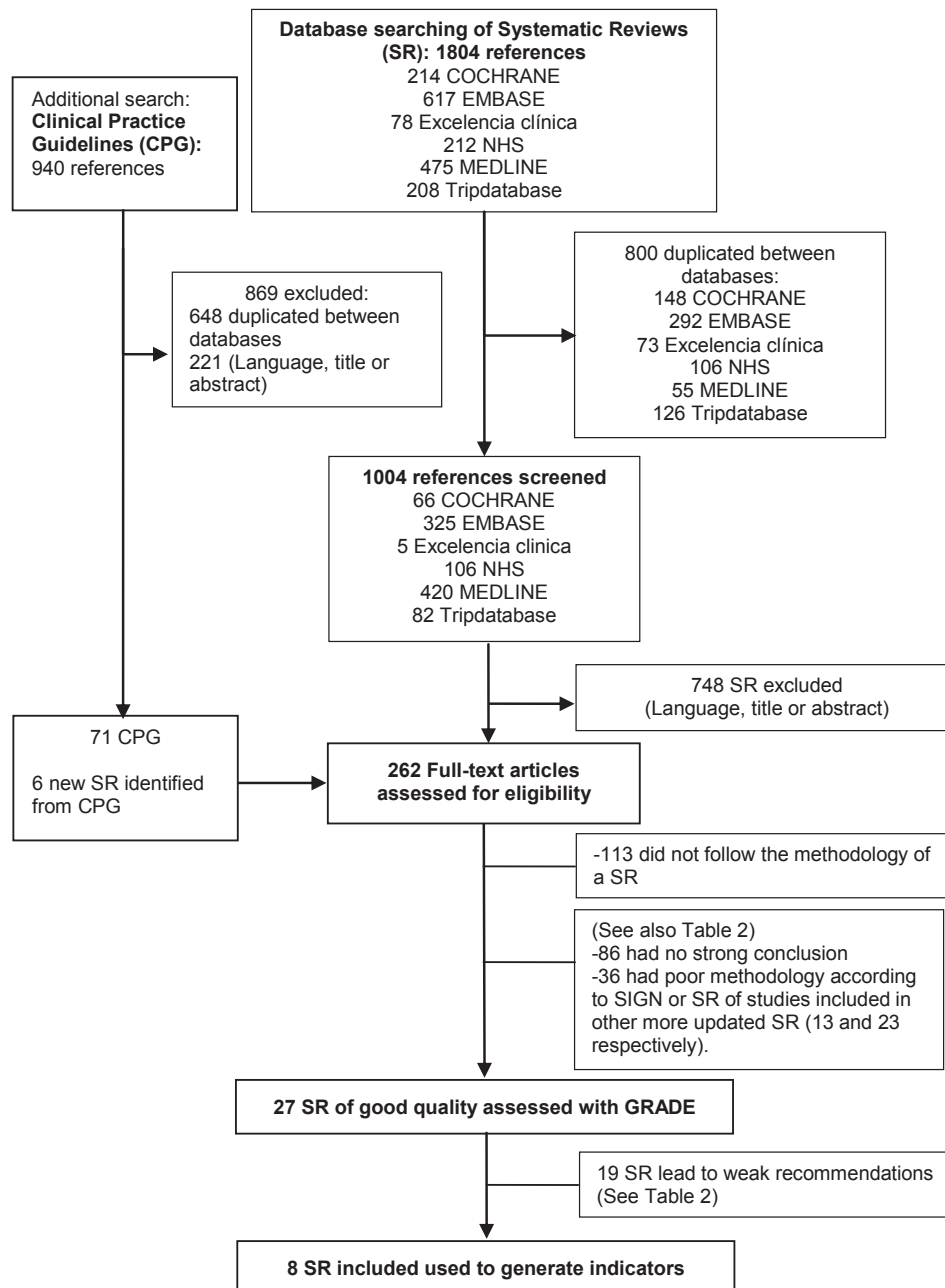 Database searching of Systematic Reviews
(SR): 1804 references
214 COCHRANE
617 EMBASE
78 Excelencia clínica
212 NHS
475 MEDLINE
208 Tripdatabase
Additional search:
Clinical Practice
Guidelines (CPG):
940 references
869 excluded:
648 duplicated between
databases
221 (Language, title or
abstract)
800 duplicated between
databases:
148 COCHRANE
292 EMBASE
73 Excelencia clínica
106 NHS
55 MEDLINE
126 Tripdatabase
1004 references screened
66 COCHRANE
325 EMBASE
5 Excelencia clinica
106 NHS
420 MEDLINE
82 Tripdatabase
748 SR excluded
(Language, title or abstract)
71 CPG
6 new SR identified
from CPG
262 Full-text articles
assessed for eligibility
-113 did not follow the methodology of
a SR
(See also Table 2)
-86 had no strong conclusion
-36 had poor methodology according
to SIGN or SR of studies included in
other more updated SR (13 and 23
respectively).
27 SR of good quality assessed with GRADE
19 SR lead to weak recommendations
(See Table 2)
8 SR included used to generate indicators